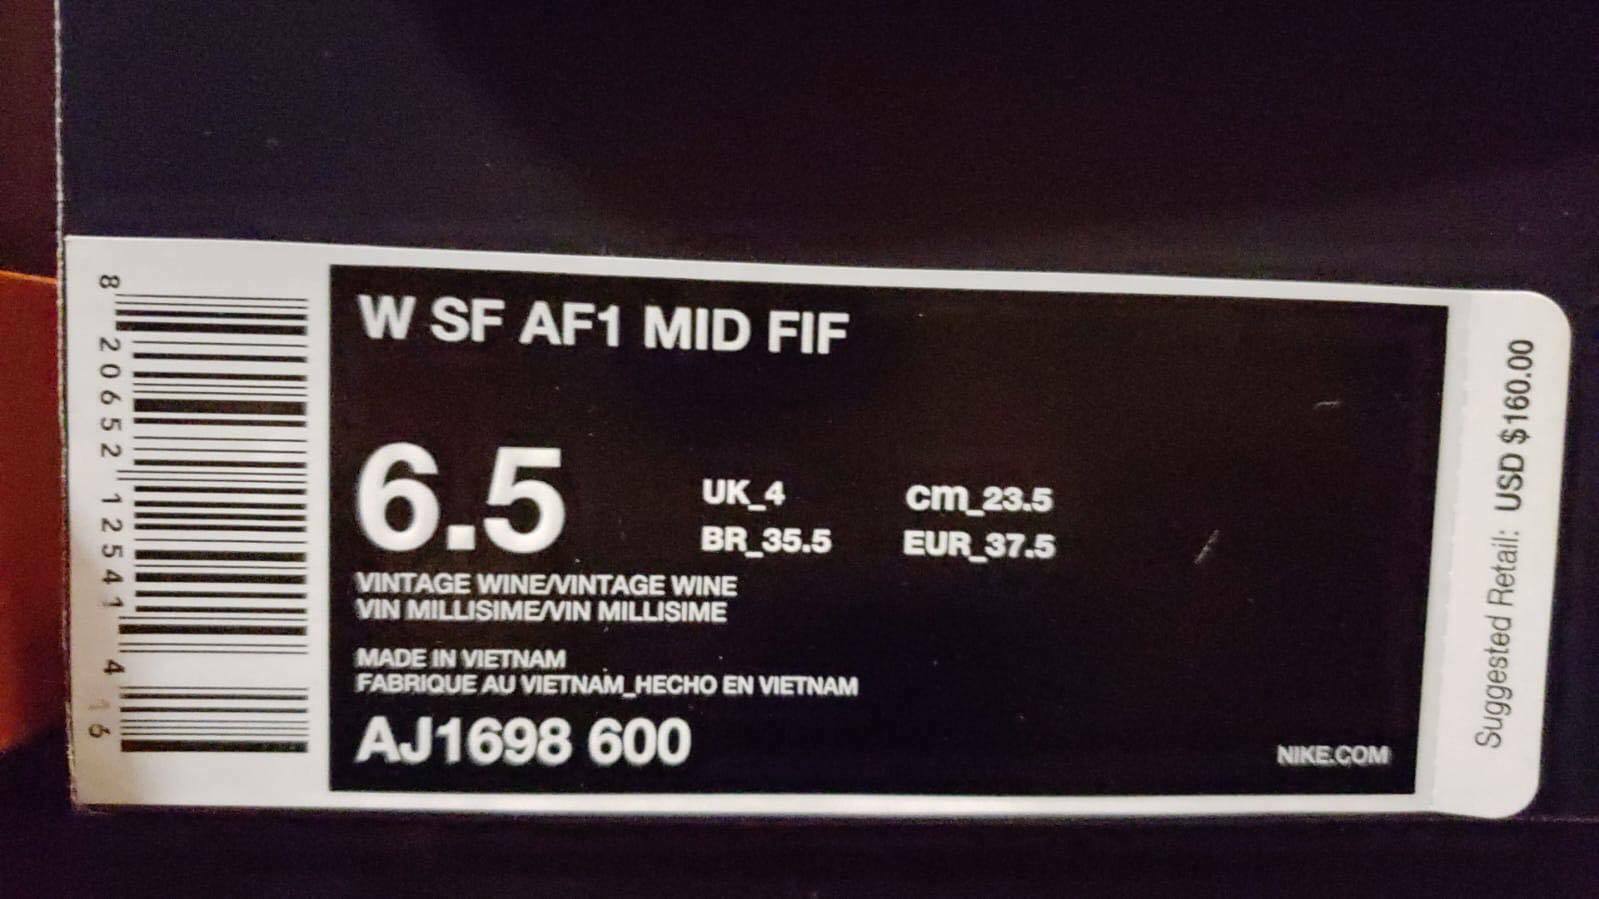 W SF AF1 MID FIF
6.5
UK_4 cm_23.5
BR_35.5 EUR_37.5
VINTAGE WINE/VINTAGE WINE
VIN MILLISIME/VIN MILLISIME
MADE IN VIETNAM
FABRIQUE AU VIETNAM_HECHO EN VIETNAM
AJ1698 600
NIKE.COM
Suggested Retail: USD $160.00
8 20652 12541 4